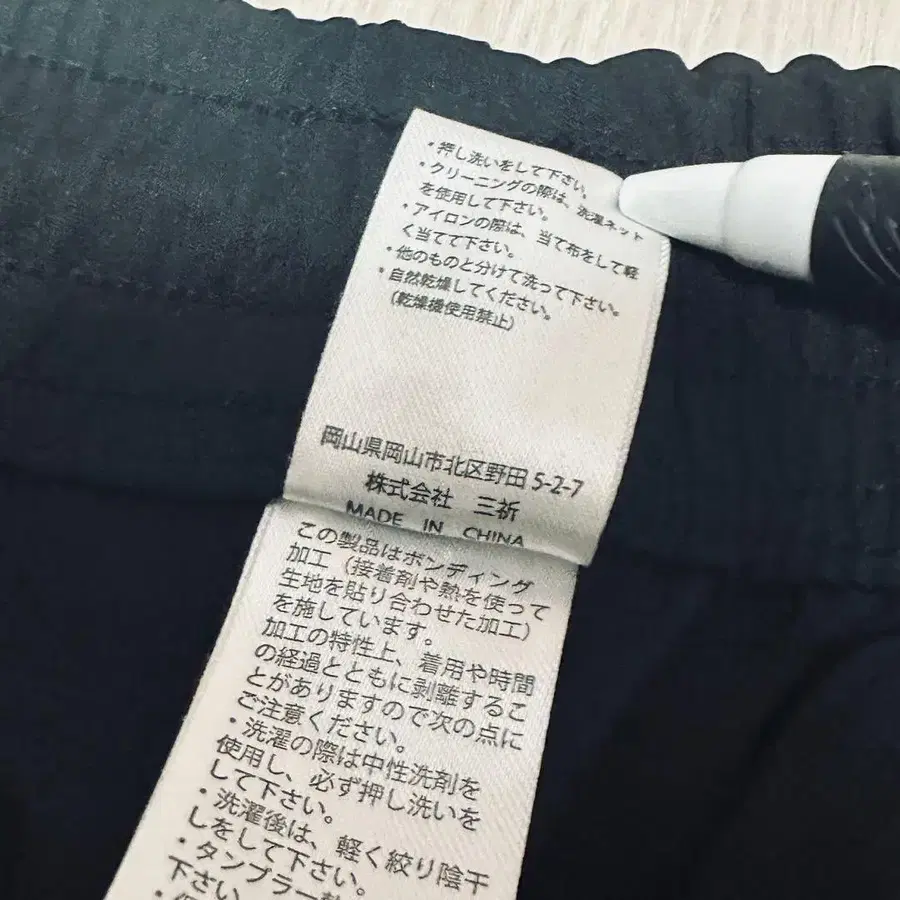 ・押し洗いをして下さい。
・クリーニングの際は、洗濯ネット
を使用して下さい。
・アイロンの際は、当て布をして軽
く当てて下さい。
・他のものと分けて洗って下さい。
・自然乾燥してください。
(乾燥機使用禁止)
岡山県岡山市北区野田 5-2-7
株式会社 三祈
MADE IN CHINA
この製品はボンディング
加工（接着剤や熱を使って
生地を貼り合わせた加工）
を施しています。
加工の特性上、着用や時間
の経過とともに剥離するこ
とがありますので次の点に
ご注意ください。
・洗濯の際は中性洗剤を
使用し、必ず押し洗いを
して下さい。
・洗濯後は、軽く絞り陰干
しをして下さい。
・タンブラー
下さい